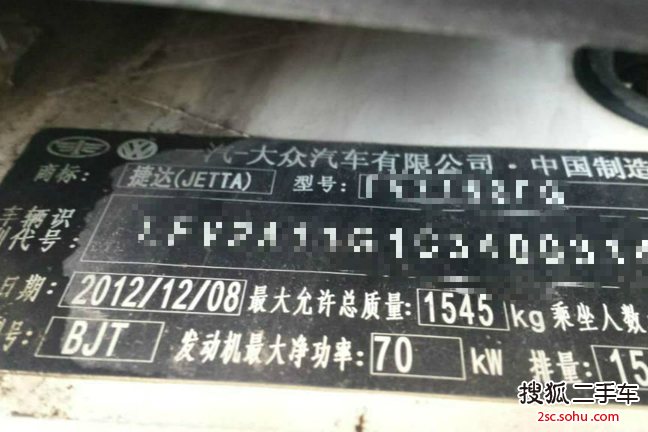 一汽-大众汽车有限公司·中国制造
商标: 捷达(JETTA) 型号:
车辆识
代号:
日期: 2012/12/08 最大允许总质量: 1545 kg 乘坐人数
号: BJT 发动机最大净功率: 70 kW 排量: 15
搜狐二手车
2sc.sohu.com